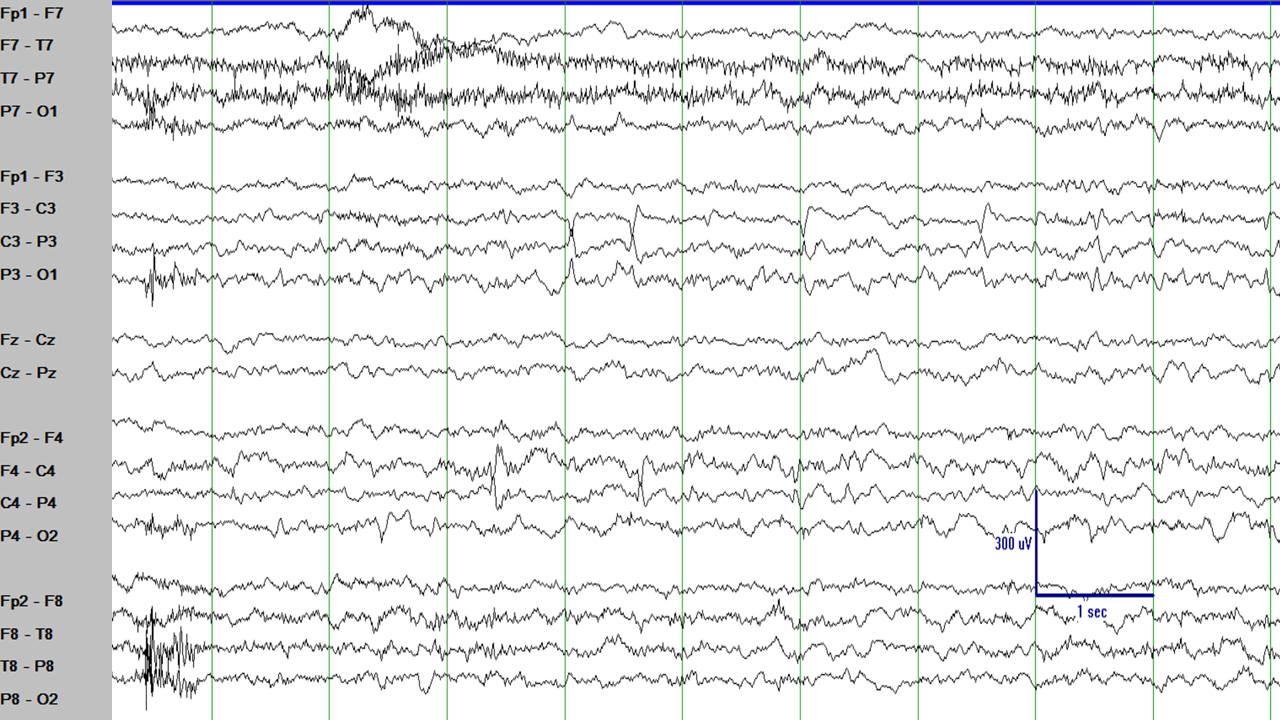 Fp1 - F7
F7 - T7
T7 - P7
P7 - O1
Fp1 - F3
F3 - C3
C3 - P3
P3 - O1
Fz - Cz
Cz - Pz
Fp2 - F4
F4 - C4
C4 - P4
P4 - O2
300 uV
Fp2 - F8
1 sec
F8 - T8
T8 - P8
P8 - O2